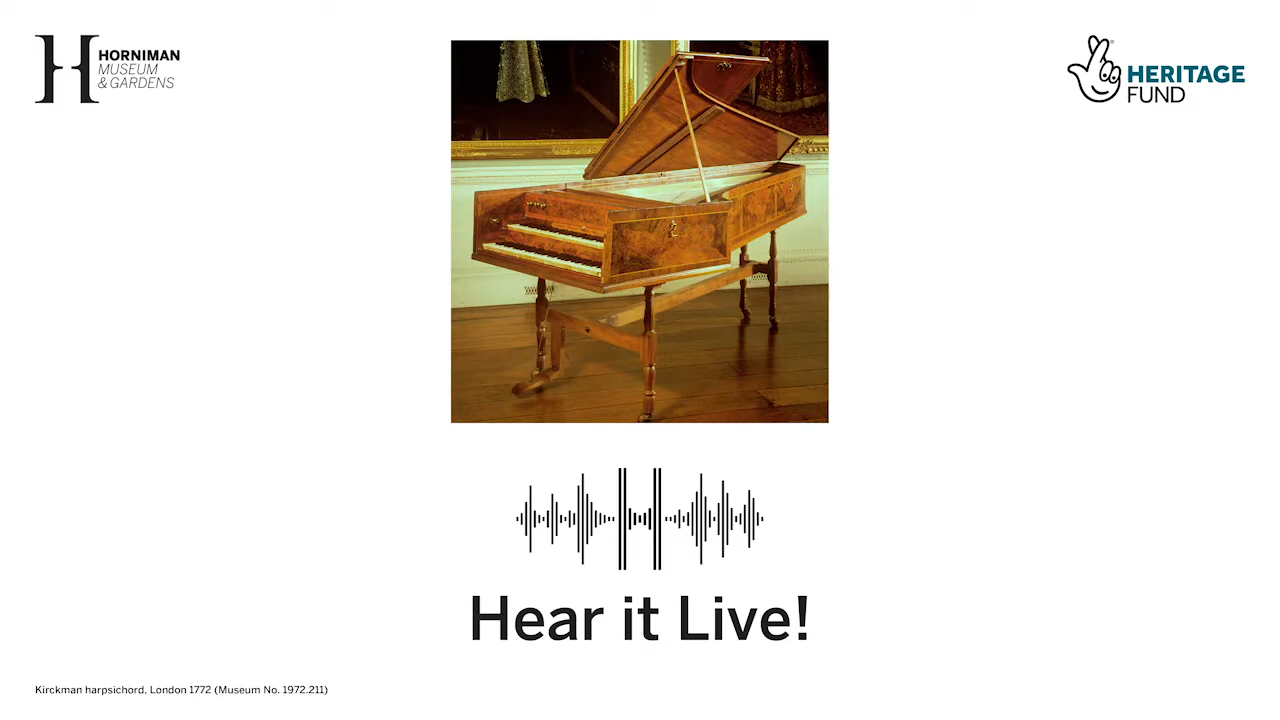 HORNIMAN
MUSEUM
& GARDENS
HERITAGE
FUND
Hear it Live!
Kirckman harpsichord, London 1772 (Museum No. 1972.211)